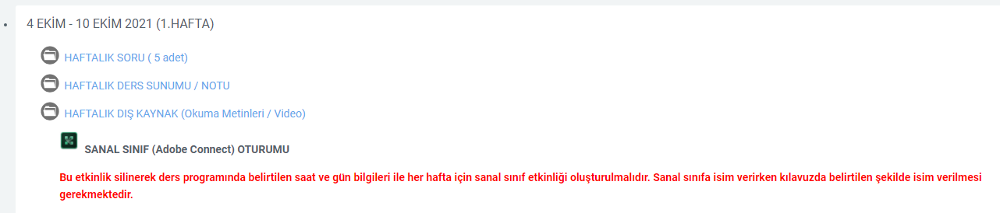 4 EKİM - 10 EKİM 2021 (1.HAFTA)
HAFTALIK SORU ( 5 adet)
HAFTALIK DERS SUNUMU / NOTU
HAFTALIK DIŞ KAYNAK (Okuma Metinleri / Video)
SANAL SINIF (Adobe Connect) OTURUMU
Bu etkinlik silinerek ders programında belirtilen saat ve gün bilgileri ile her hafta için sanal sınıf etkinliği oluşturulmalıdır. Sanal sınıfa isim verirken kılavuzda belirtilen şekilde isim verilmesi
gerekmektedir.